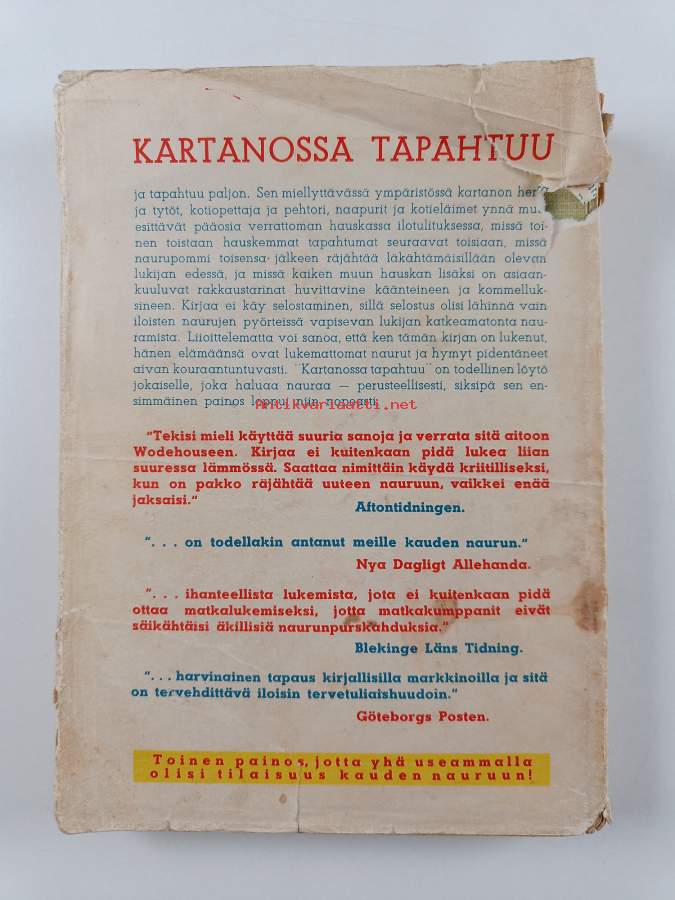 KARTANOSSA TAPAHTUU
ja tapahtuu paljon. Sen miellyttävässä ympäristössä kartanon
ja tytöt, kotiopettaja ja pehtori, naapurit ja kotieläimet ynnä
esittävät pääosia verrattoman hauskassa ilotulituksessa, missä toi-
nen toistaan hauskemmat tapahtumat seuraavat toisiaan, missä
naurupommi toisensa jälkeen räjähtää läkähtämäisillään olevan
lukijan edessä, ja missä kaiken muun hauskan lisäksi on asiaan-
kuuluvat rakkaustarinat huvittavine käänteineen ja kommelluk-
sineen. Kirjaa ei käy selostaminen, sillä selostus olisi lähinnä vain
iloisten naurujen pyörteissä vapisevan lukijan katkeamatonta nau-
ramista. Liioittelematta voi sanoa, että ken tämän kirjan on lukenut,
hänen elämäänsä ovat lukemattomat naurut ja hymyt pidentäneet
aivan kouraantuntuvasti. "Kartanossa tapahtuu" on todellinen löytö
jokaiselle, joka haluaa nauraa — perusteellisesti, siksipä sen en-
simmäinen painos loppui niin nopeasti.
Antikvariaatti.net
"Tekisi mieli käyttää suuria sanoja ja verrata sitä aitoon
Wodehouseen. Kirjaa ei kuitenkaan pidä lukea liian
suuressa lämmössä. Saattaa nimittäin käydä kriitilliseksi,
kun on pakko räjähtää uuteen nauruun, vaikkei enää
jaksaisi."
Aftontidningen.
". . . on todellakin antanut meille kauden naurun."
Nya Dagligt Allehanda.
". . . ihanteellista lukemista, jota ei kuitenkaan pidä
ottaa matkalukemiseksi, jotta matkakumppanit eivät
säikähtäisi äkillisiä naurunpurskahduksia."
Blekinge Läns Tidning.
". . . harvinainen tapaus kirjallisilla markkinoilla ja sitä
on tervehdittävä iloisin tervetuliaishuudoin."
Göteborgs Posten.
Toinen painos, jotta yhä useammalla
olisi tilaisuus kauden nauruun!